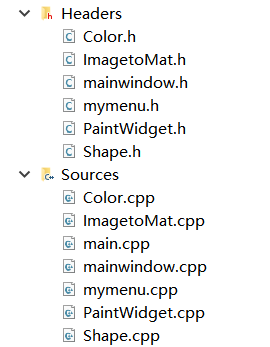 Headers
Color.h
ImagetoMat.h
mainwindow.h
mymenu.h
PaintWidget.h
Shape.h
Sources
Color.cpp
ImagetoMat.cpp
main.cpp
mainwindow.cpp
mymenu.cpp
PaintWidget.cpp
Shape.cpp